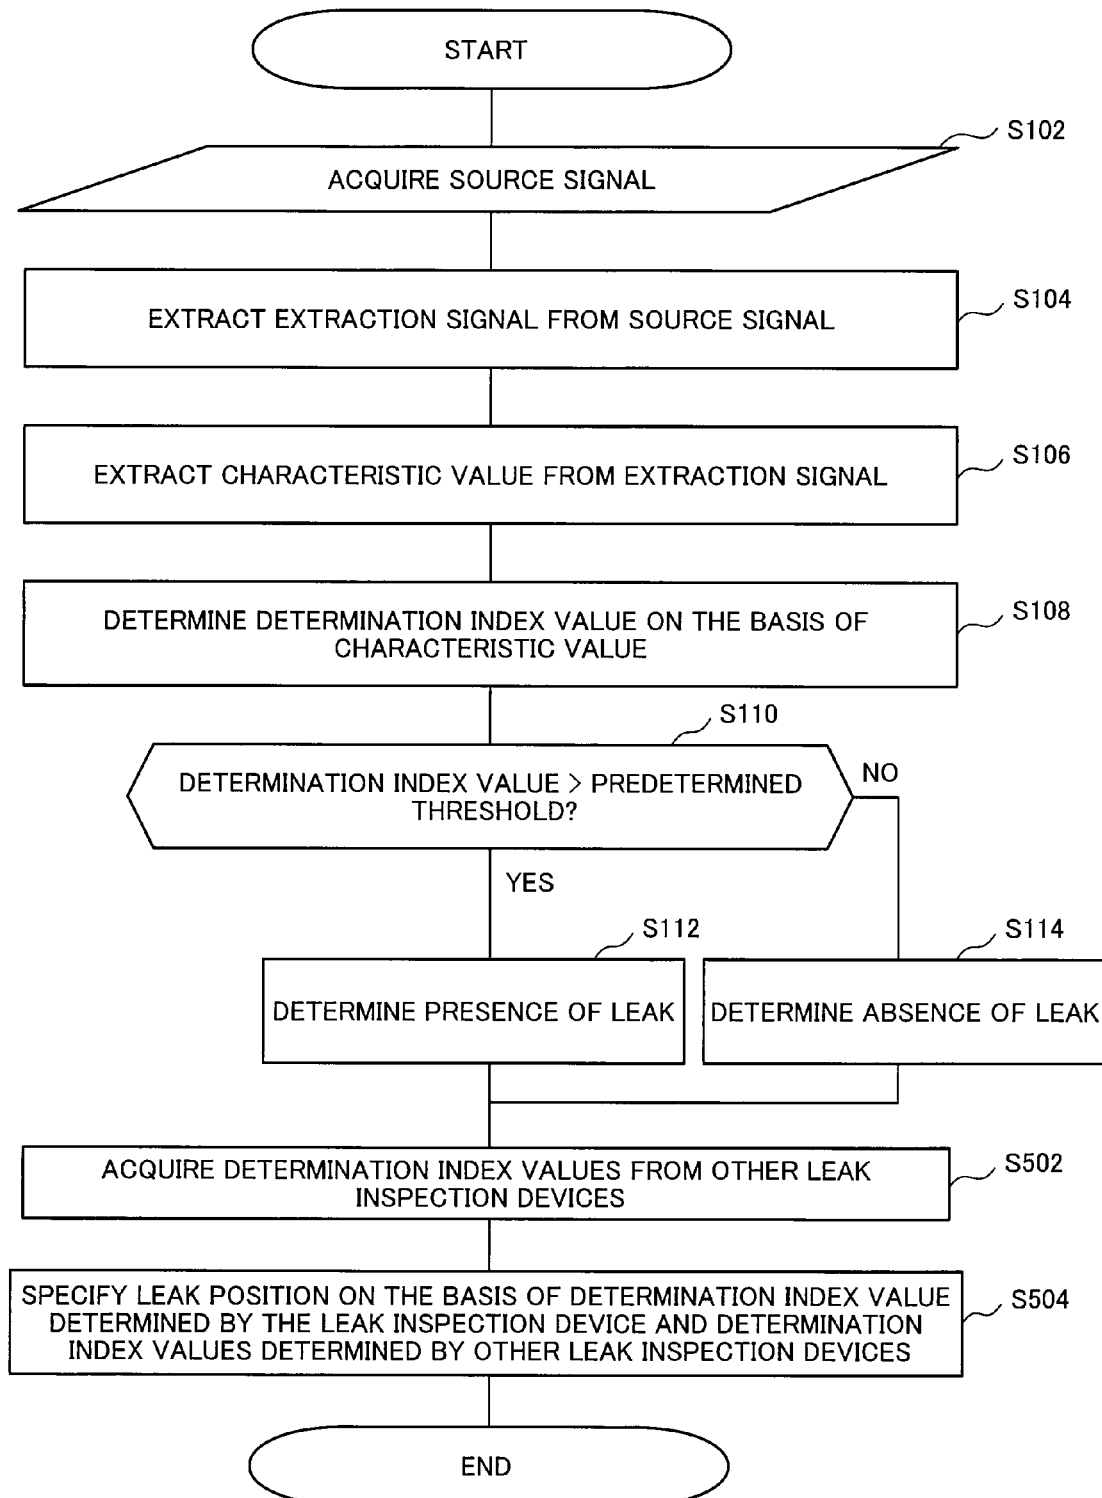 START
S102
ACQUIRE SOURCE SIGNAL
S104
EXTRACT EXTRACTION SIGNAL FROM SOURCE SIGNAL
S106
EXTRACT CHARACTERISTIC VALUE FROM EXTRACTION SIGNAL
S108
DETERMINE DETERMINATION INDEX VALUE ON THE BASIS OF
CHARACTERISTIC VALUE
S110
DETERMINATION INDEX VALUE > PREDETERMINED
THRESHOLD?
NO
YES
S112
DETERMINE PRESENCE OF LEAK
S114
DETERMINE ABSENCE OF LEAK
S502
ACQUIRE DETERMINATION INDEX VALUES FROM OTHER LEAK
INSPECTION DEVICES
S504
SPECIFY LEAK POSITION ON THE BASIS OF DETERMINATION INDEX VALUE
DETERMINED BY THE LEAK INSPECTION DEVICE AND DETERMINATION
INDEX VALUES DETERMINED BY OTHER LEAK INSPECTION DEVICES
END